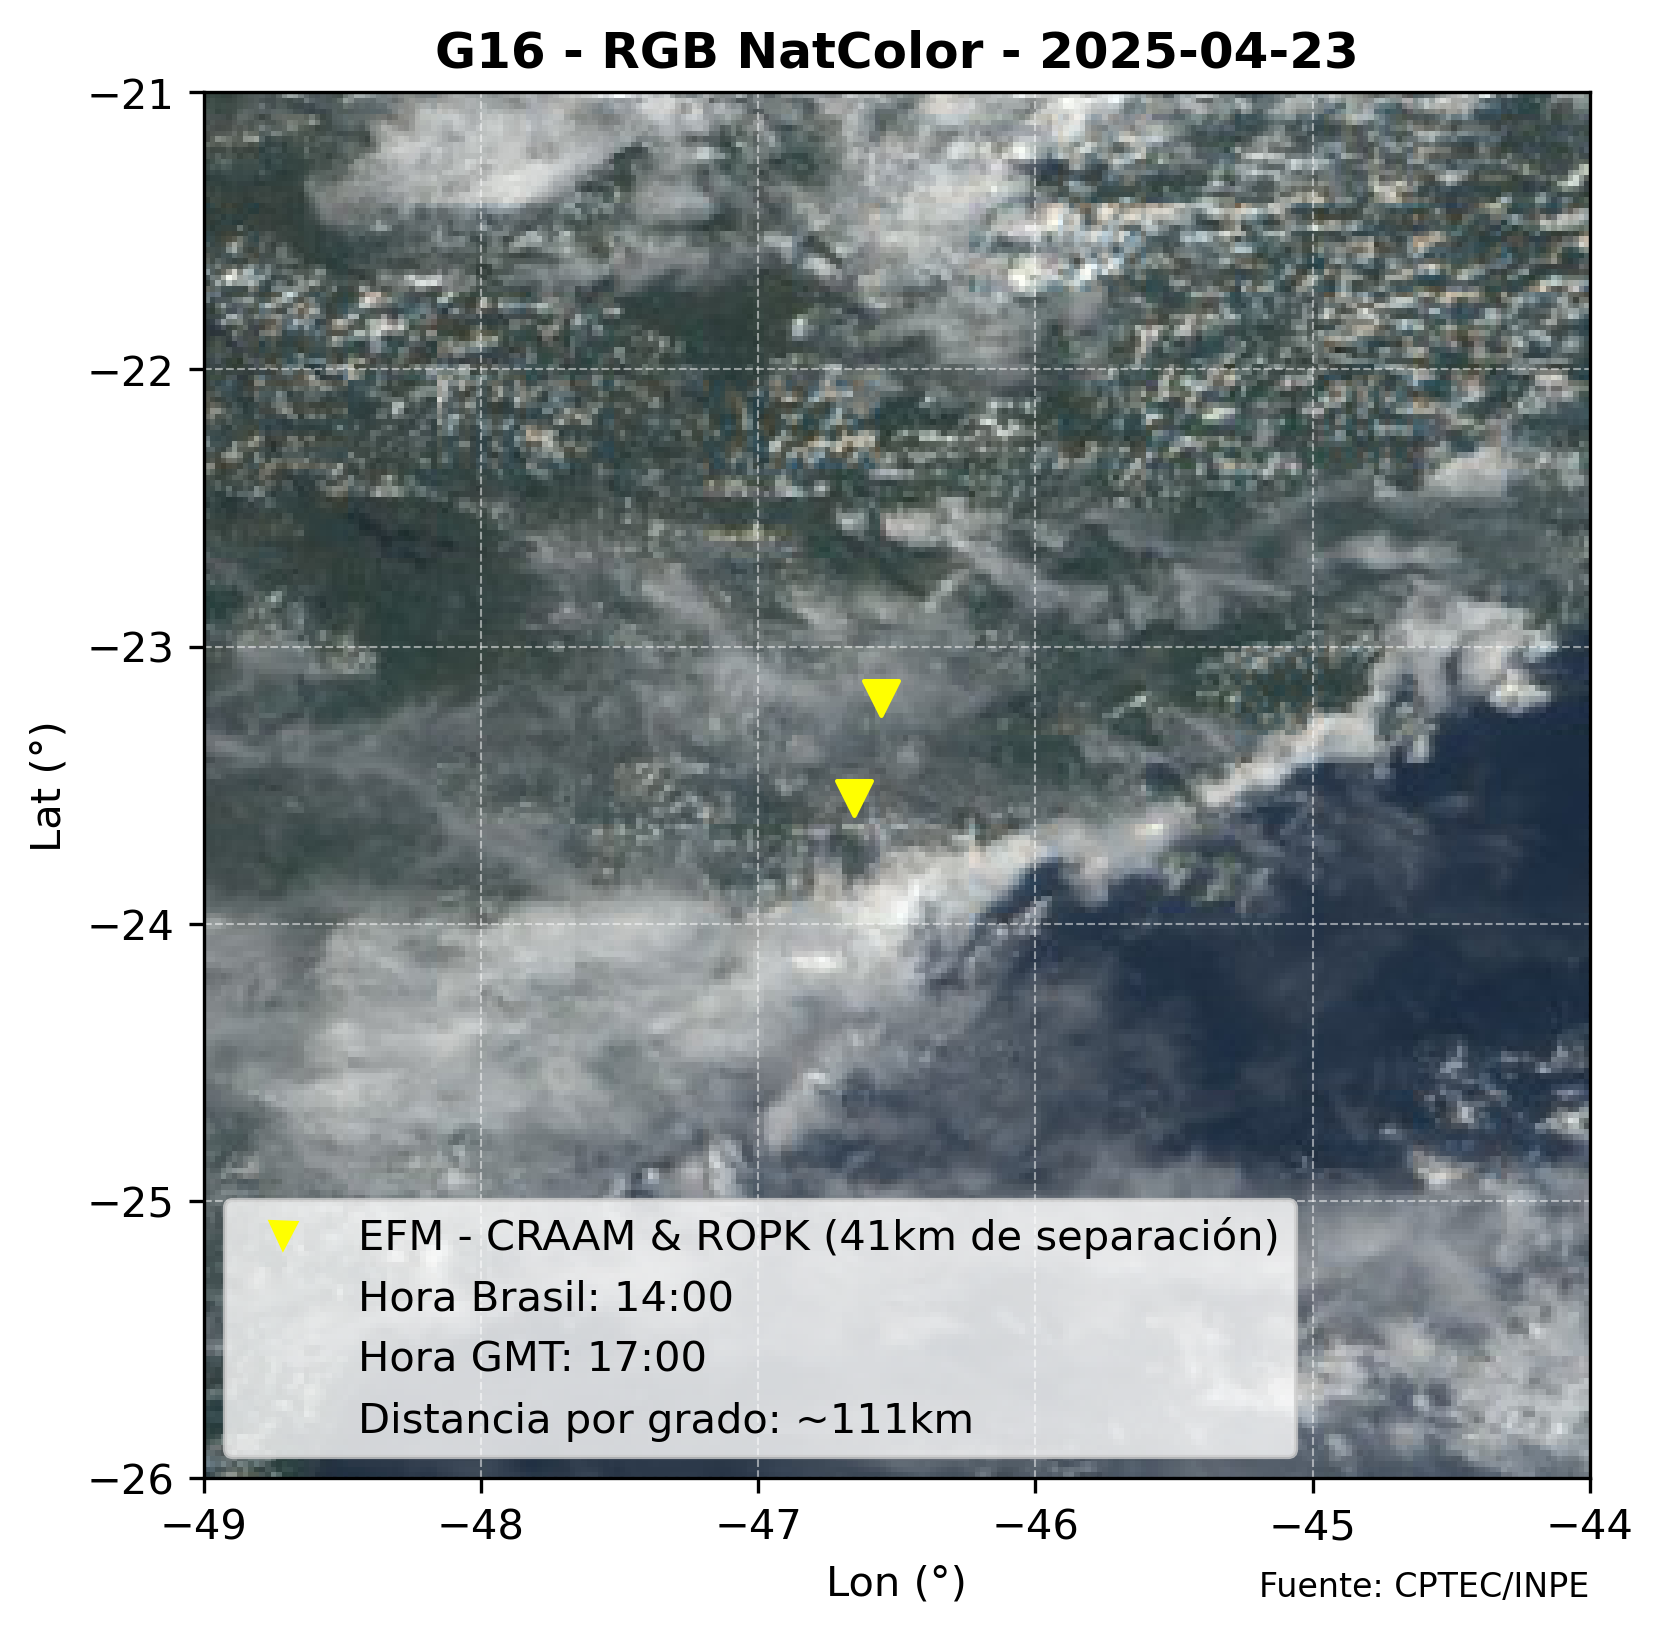 G16 - RGB NatColor - 2025-04-23
−21
−22
−23
−24
−25
−26
Lat (°)
EFM - CRAAM & ROPK (41km de separación)
Hora Brasil: 14:00
Hora GMT: 17:00
Distancia por grado: ~111km
−49 −48 −47 −46 −45 −44
Lon (°)
Fuente: CPTEC/INPE